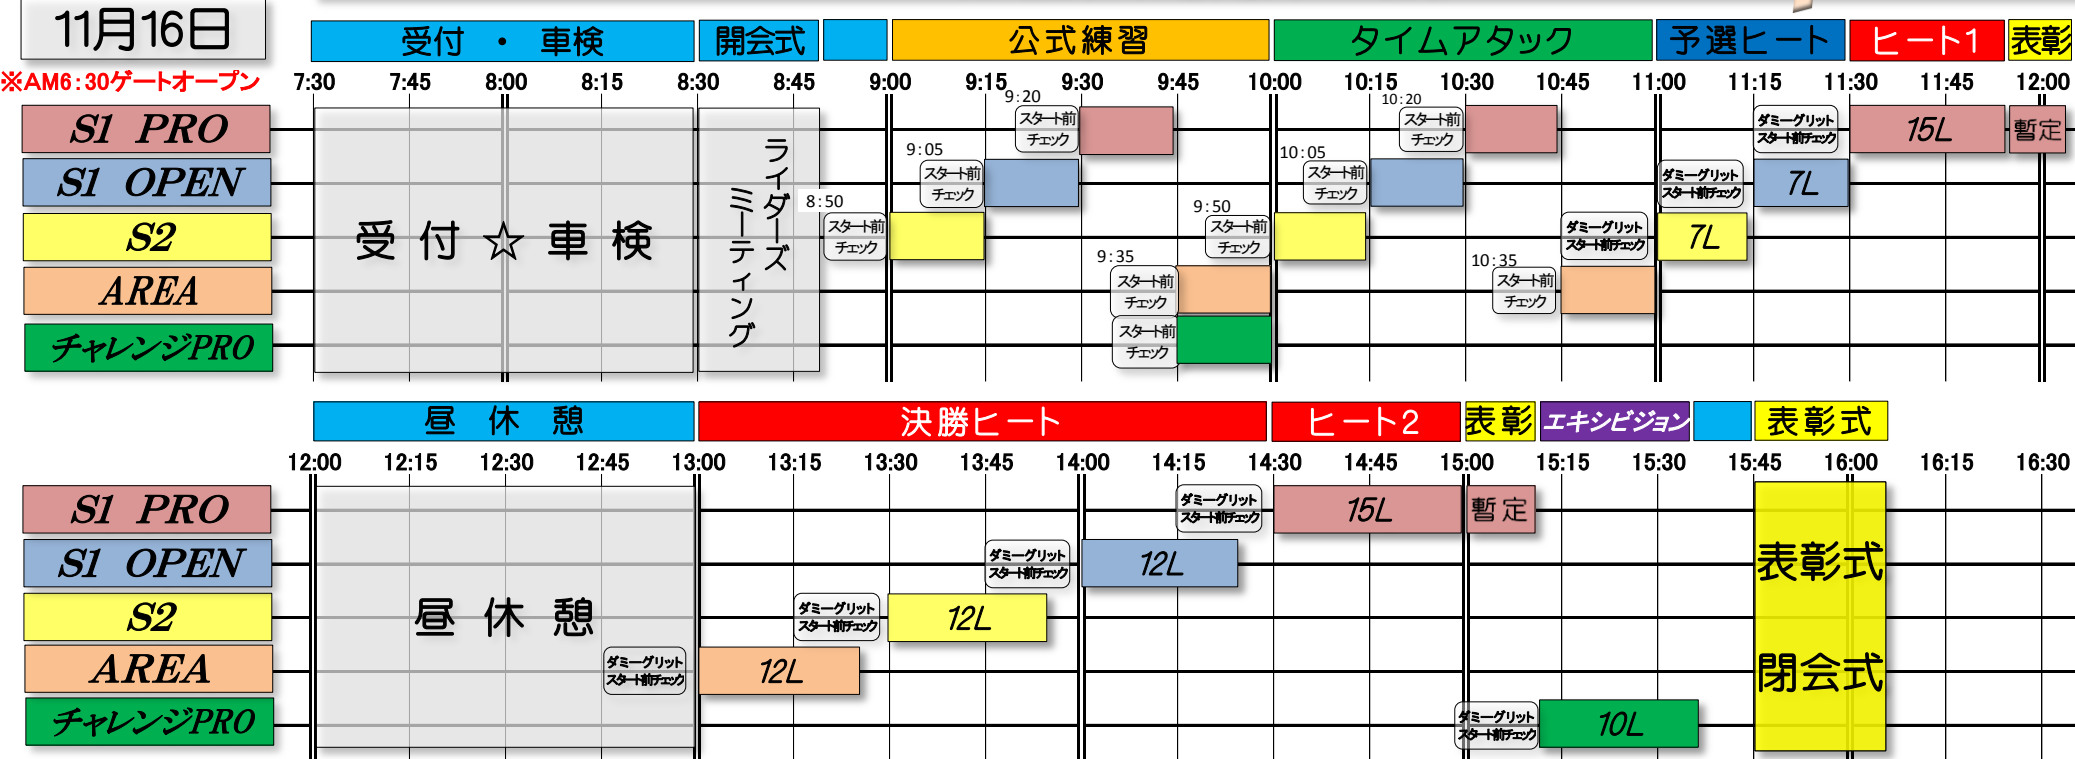 11月16日
受付 ・ 車検
開会式
公式練習
タイムアタック
予選ヒート
ヒート1
表彰
※AM6:30ゲートオープン
7:30 7:45 8:00 8:15 8:30 8:45 9:00 9:15 9:30 9:45 10:00 10:15 10:30 10:45 11:00 11:15 11:30 11:45 12:00
S1 PRO
9:20
スタート前
チェック
10:20
スタート前
チェック
ダミーグリット
スタート前チェック
15L
暫定
S1 OPEN
9:05
スタート前
チェック
10:05
スタート前
チェック
ダミーグリット
スタート前チェック
7L
S2
8:50
スタート前
チェック
9:50
スタート前
チェック
ダミーグリット
スタート前チェック
7L
AREA
9:35
スタート前
チェック
10:35
スタート前
チェック
チャレンジPRO
スタート前
チェック
受付☆車検
ライダーズ
ミーティング
昼休憩
決勝ヒート
ヒート2
表彰
エキシビジョン
表彰式
12:00 12:15 12:30 12:45 13:00 13:15 13:30 13:45 14:00 14:15 14:30 14:45 15:00 15:15 15:30 15:45 16:00 16:15 16:30
S1 PRO
ダミーグリット
スタート前チェック
15L
暫定
S1 OPEN
ダミーグリット
スタート前チェック
12L
S2
ダミーグリット
スタート前チェック
12L
AREA
ダミーグリット
スタート前チェック
12L
チャレンジPRO
ダミーグリット
スタート前チェック
10L
昼休憩
表彰式
閉会式